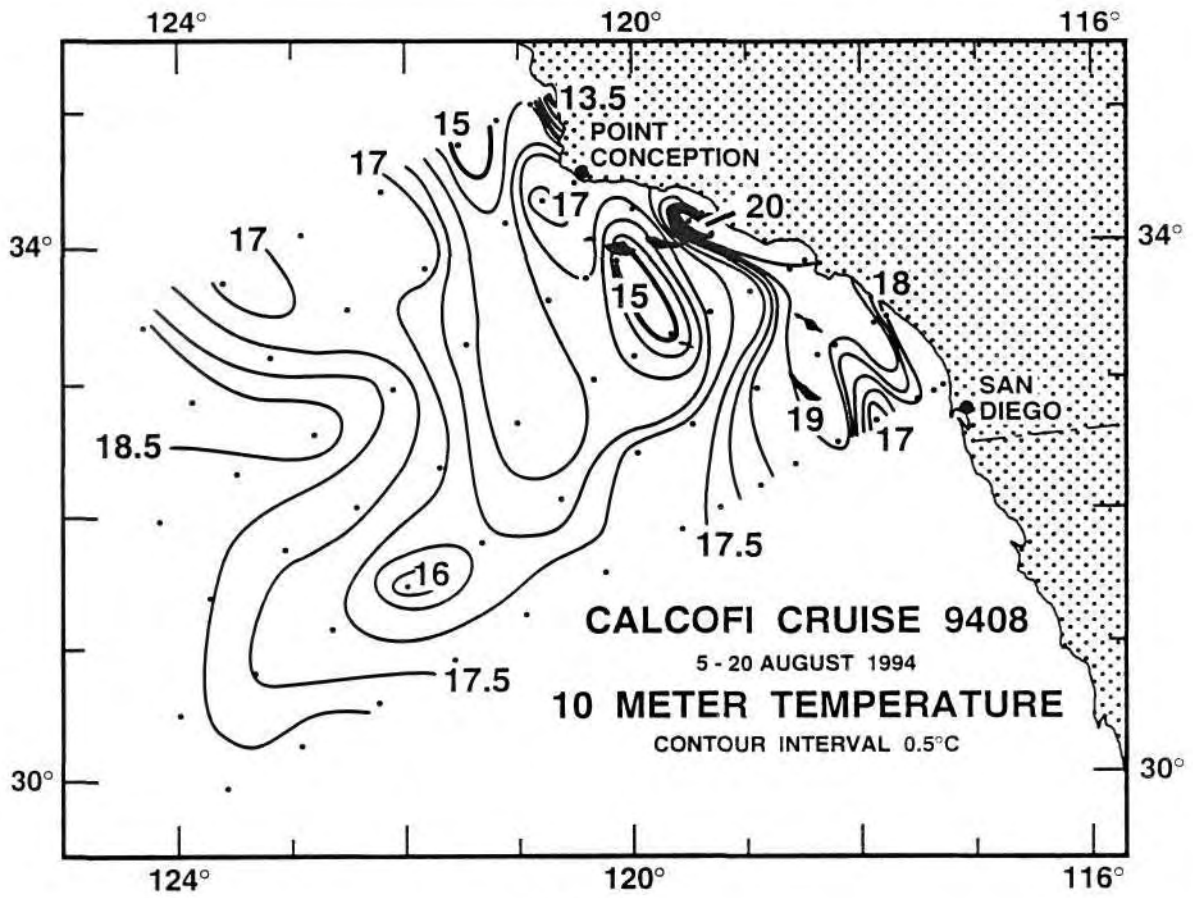 124° 120° 116°
13.5
15
POINT
CONCEPTION
17
17
20
17
34° 34°
15
18
SAN
DIEGO
19
17
18.5
17.5
16
CALCOFI CRUISE 9408
5 - 20 AUGUST 1994
17.5
10 METER TEMPERATURE
CONTOUR INTERVAL 0.5°C
30° 30°
124° 120° 116°